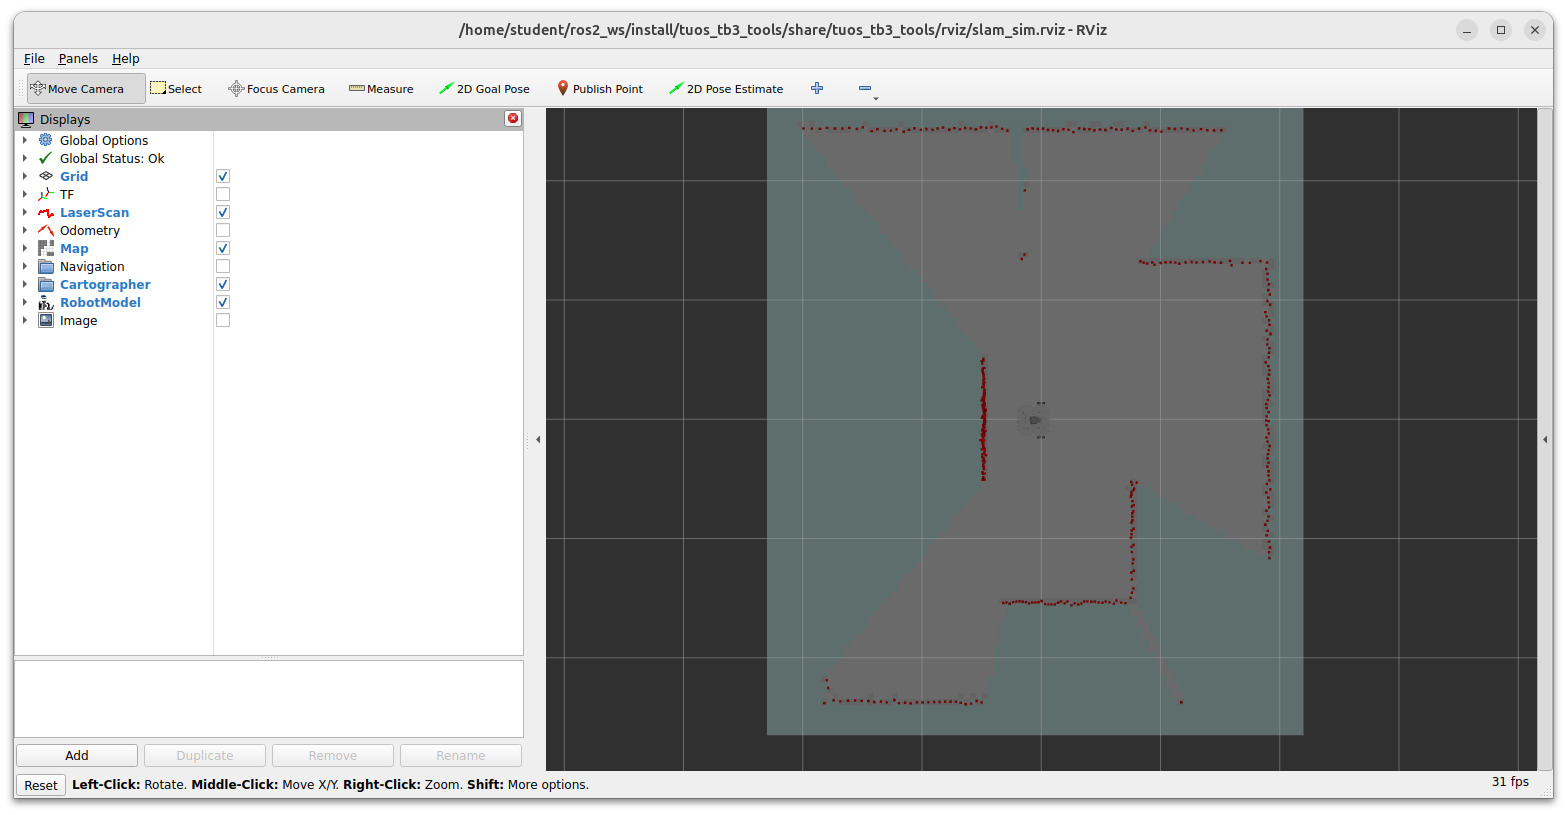 /home/student/ros2_ws/install/tuos_tb3_tools/share/tuos_tb3_tools/rviz/slam_sim.rviz - RViz
File Panels Help
Move Camera Select Focus Camera Measure 2D Goal Pose Publish Point 2D Pose Estimate
Displays
Global Options
Global Status: Ok
Grid
TF
LaserScan
Odometry
Map
Navigation
Cartographer
RobotModel
Image
Add Duplicate Remove Rename
Reset Left-Click: Rotate. Middle-Click: Move X/Y. Right-Click: Zoom. Shift: More options. 31 fps